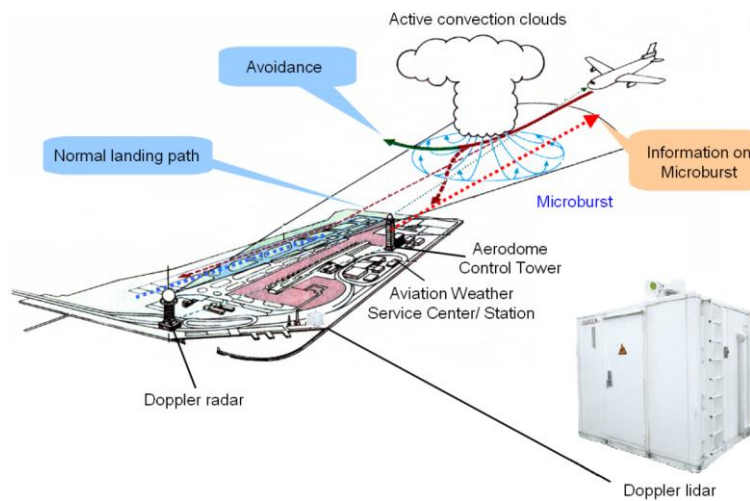 Active convection clouds
Avoidance
Normal landing path
Information on
Microburst
Microburst
Aerodome
Control Tower
Aviation Weather
Service Center/ Station
Doppler radar
Doppler lidar